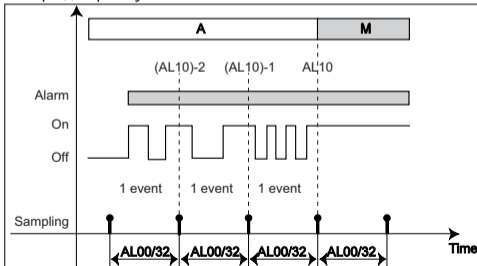 A M
(AL10)-2 (AL10)-1 AL10
Alarm
On
Off
1 event 1 event 1 event
Sampling
Time
AL00/32 AL00/32 AL00/32 AL00/32